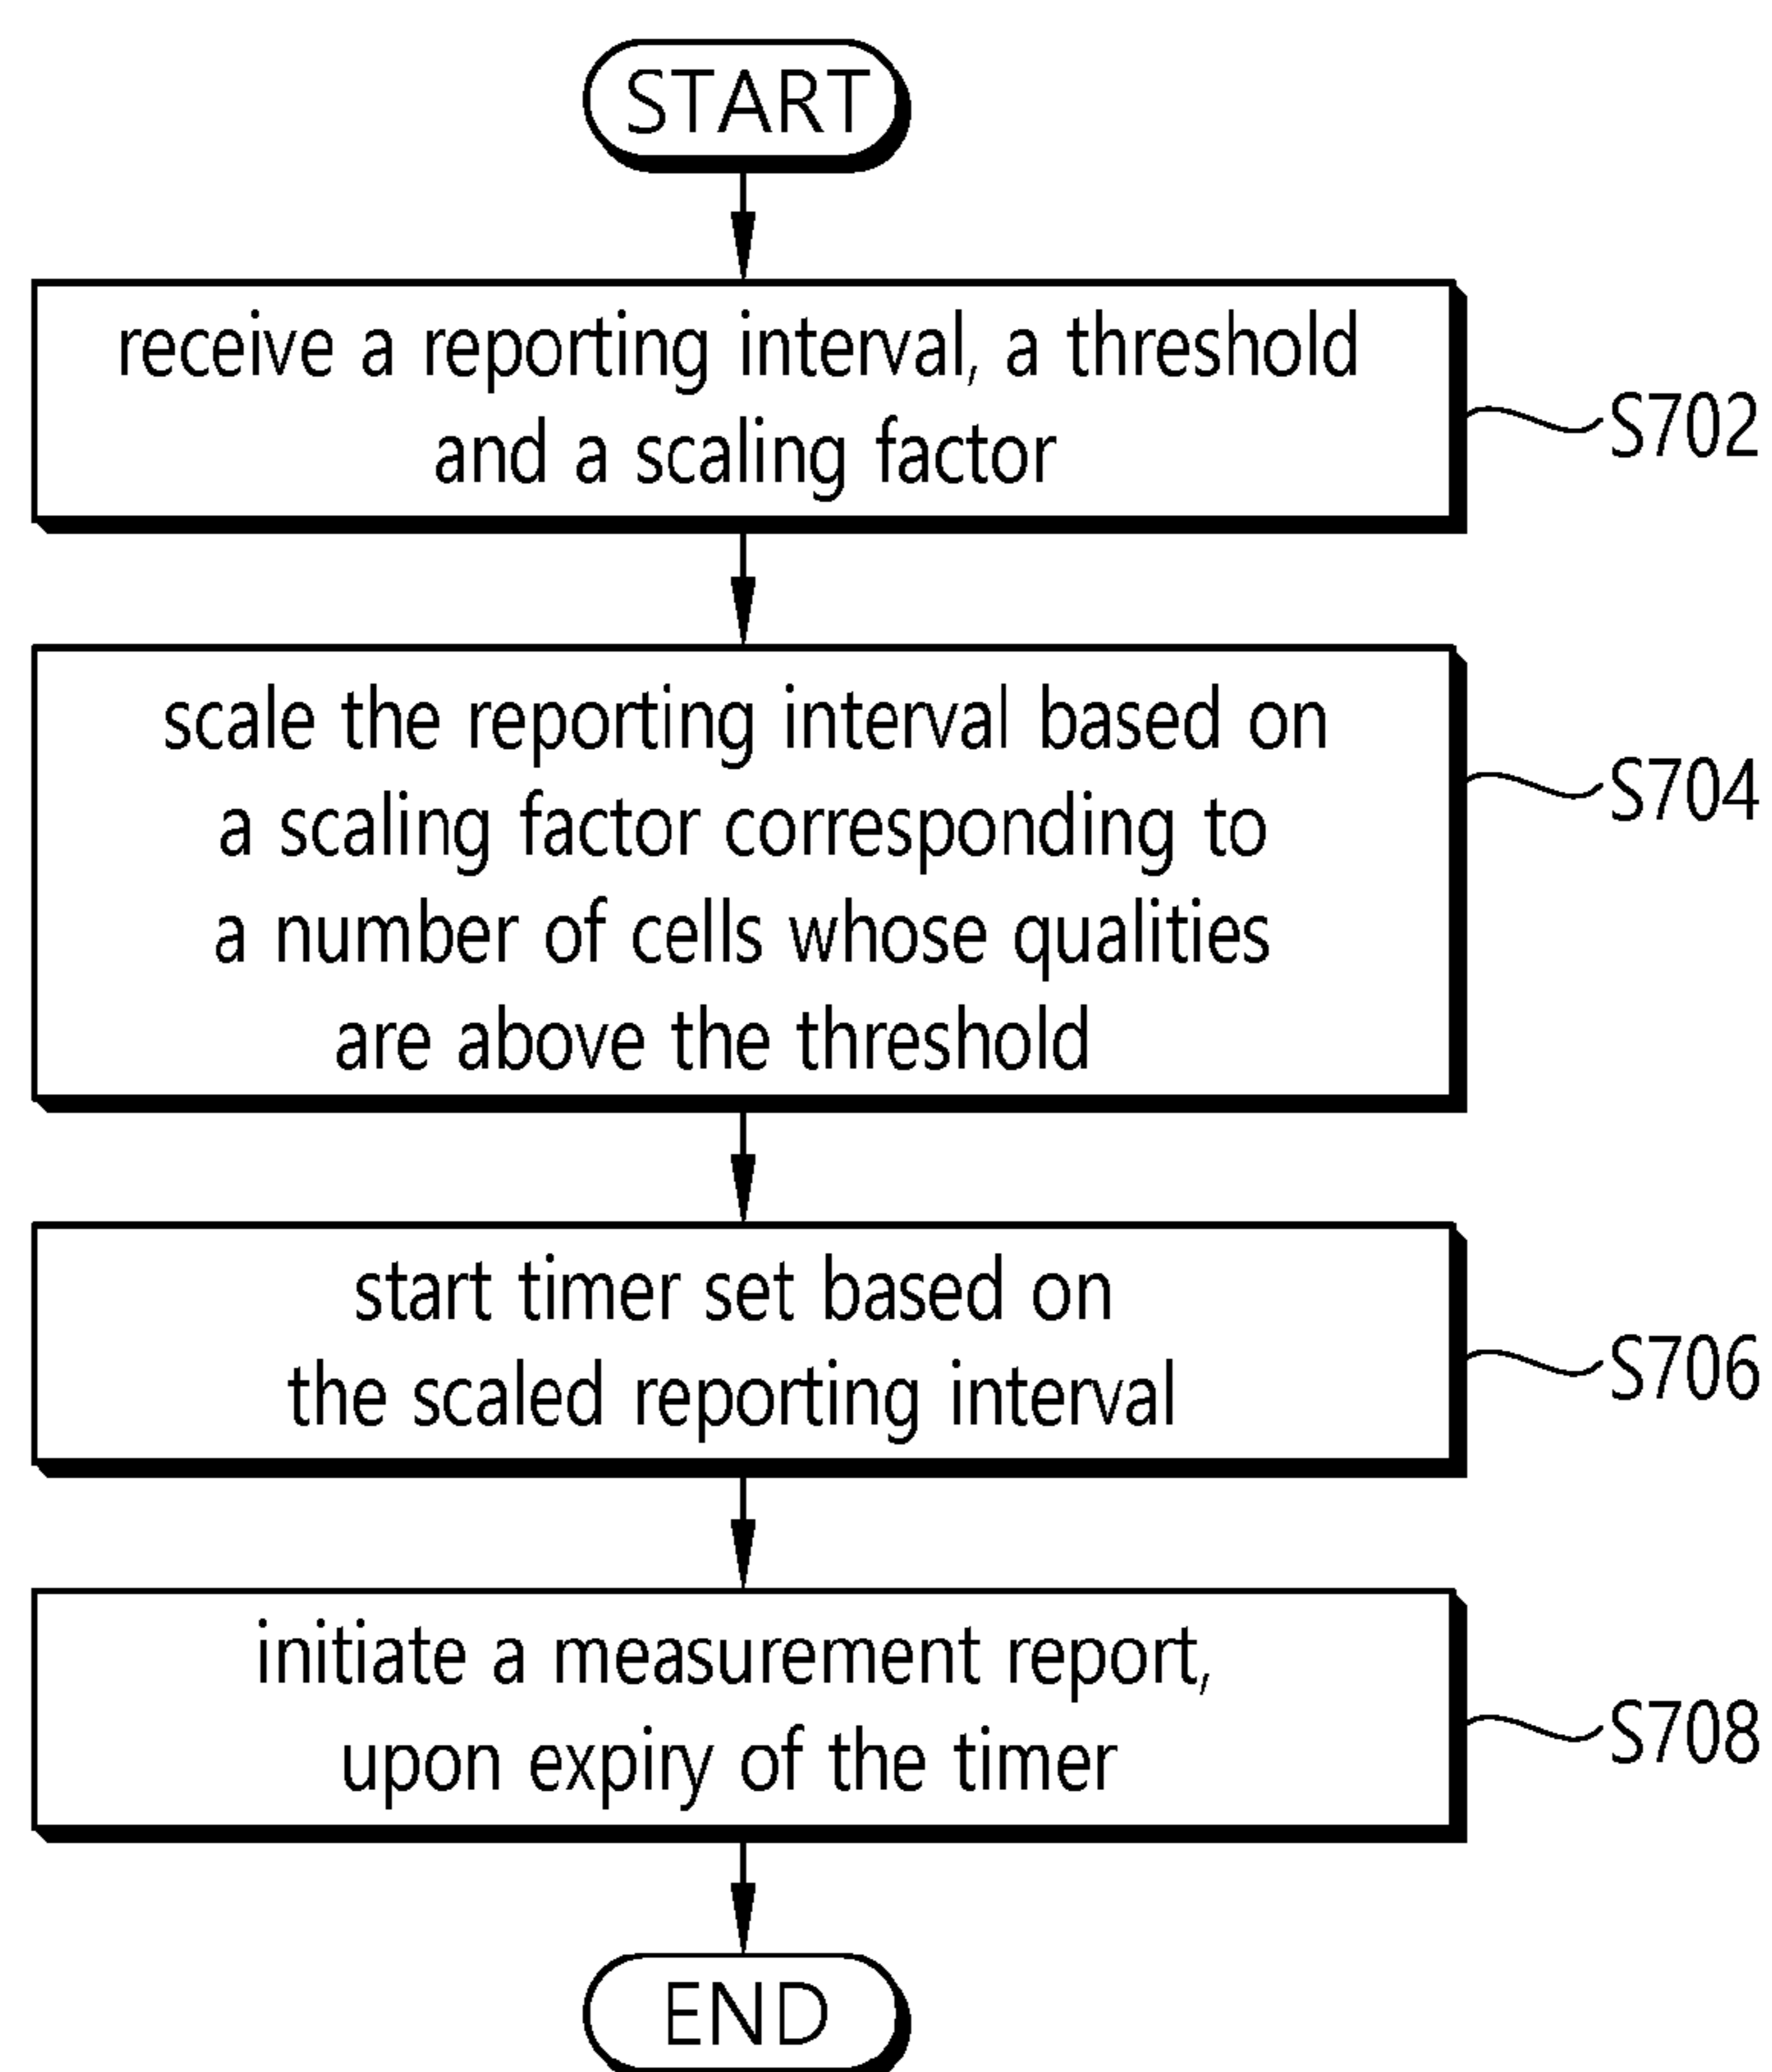 START
receive a reporting interval, a threshold
and a scaling factor
S702
scale the reporting interval based on
a scaling factor corresponding to
a number of cells whose qualities
are above the threshold
S704
start timer set based on
the scaled reporting interval
S706
initiate a measurement report,
upon expiry of the timer
S708
END